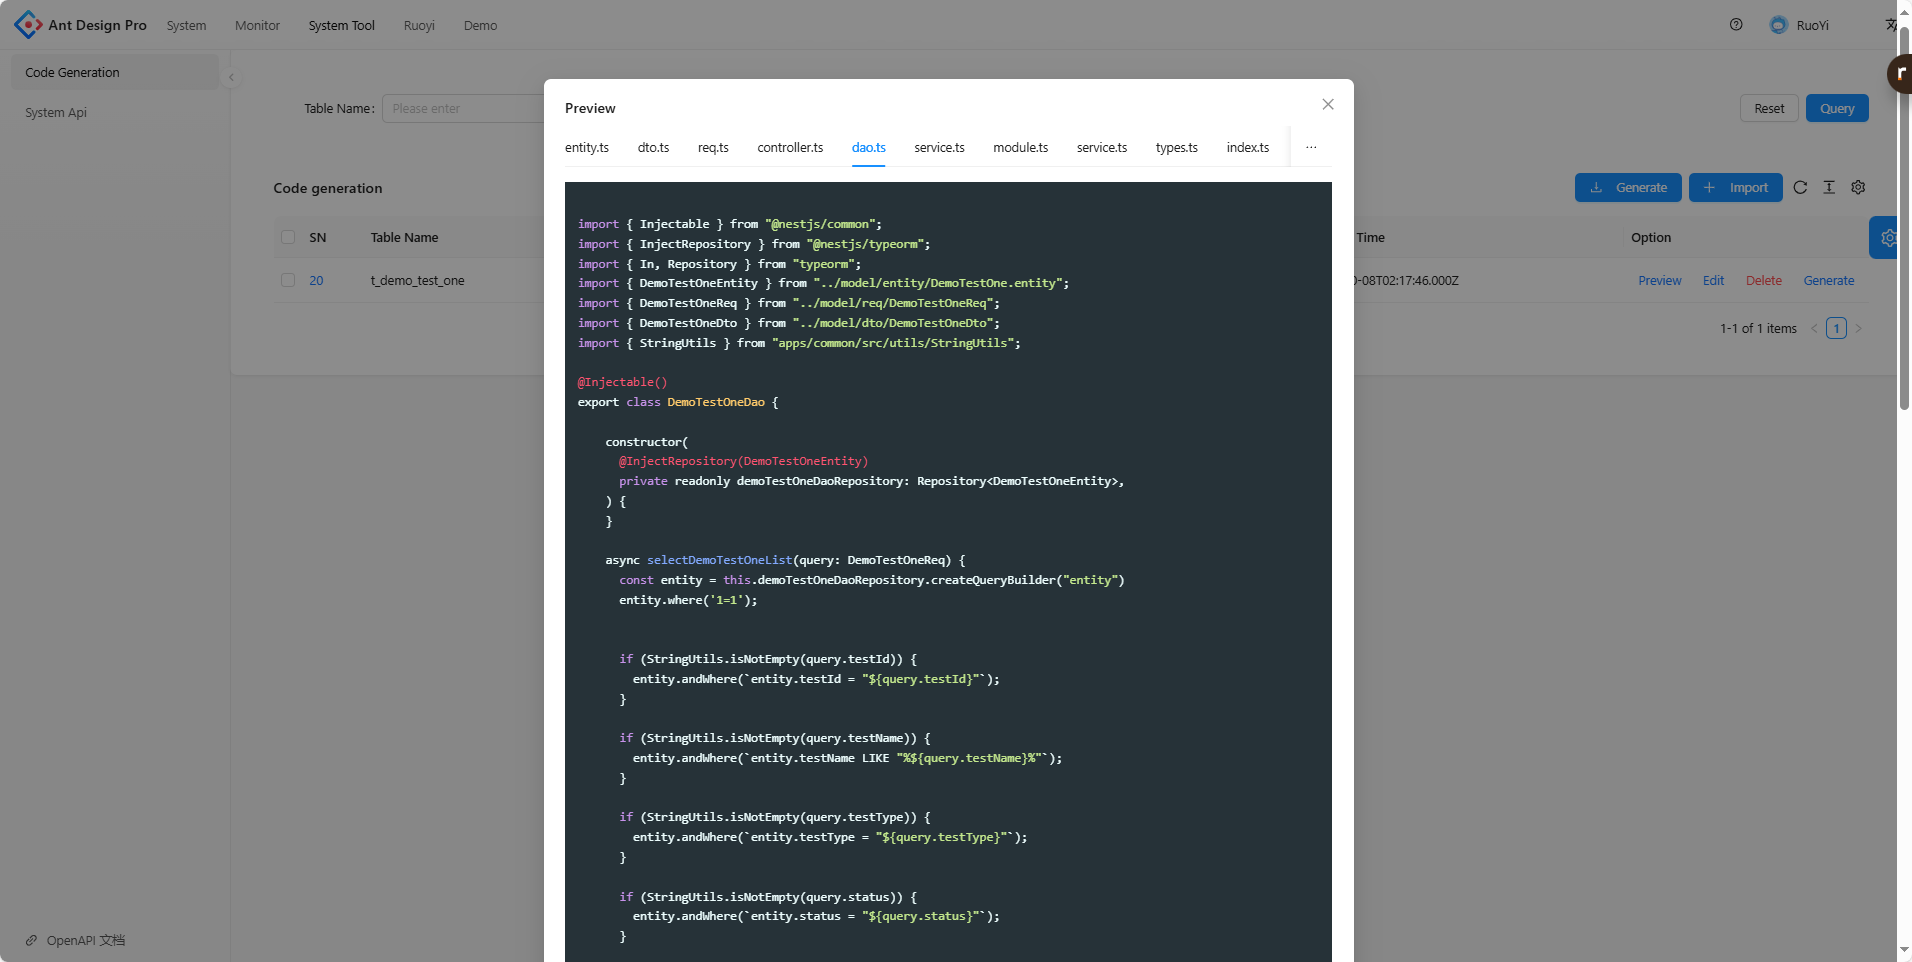 Ant Design Pro System Monitor System Tool Ruoyi Demo RuoYi
Code Generation
System Api
Table Name : Please enter
Reset Query
Code generation
Generate Import
SN Table Name Time Option
20 t_demo_test_one 0-08T02:17:46.000Z Preview Edit Delete Generate
1-1 of 1 items < 1 >
OpenAPI 文档
r
Preview
entity.ts dto.ts req.ts controller.ts dao.ts service.ts module.ts service.ts types.ts index.ts ...
import { Injectable } from "@nestjs/common";
import { InjectRepository } from "@nestjs/typeorm";
import { In, Repository } from "typeorm";
import { DemoTestOneEntity } from "../model/entity/DemoTestOne.entity";
import { DemoTestOneReq } from "../model/req/DemoTestOneReq";
import { DemoTestOneDto } from "../model/dto/DemoTestOneDto";
import { StringUtils } from "apps/common/src/utils/StringUtils";
@Injectable()
export class DemoTestOneDao {
constructor(
@InjectRepository(DemoTestOneEntity)
private readonly demoTestOneDaoRepository: Repository<DemoTestOneEntity>,
) {
}
async selectDemoTestOneList(query: DemoTestOneReq) {
const entity = this.demoTestOneDaoRepository.createQueryBuilder("entity")
entity.where('1=1');
if (StringUtils.isNotEmpty(query.testId)) {
entity.andWhere(`entity.testId = "${query.testId}"`);
}
if (StringUtils.isNotEmpty(query.testName)) {
entity.andWhere(`entity.testName LIKE "%${query.testName}%"`);
}
if (StringUtils.isNotEmpty(query.testType)) {
entity.andWhere(`entity.testType = "${query.testType}"`);
}
if (StringUtils.isNotEmpty(query.status)) {
entity.andWhere(`entity.status = "${query.status}"`);
}